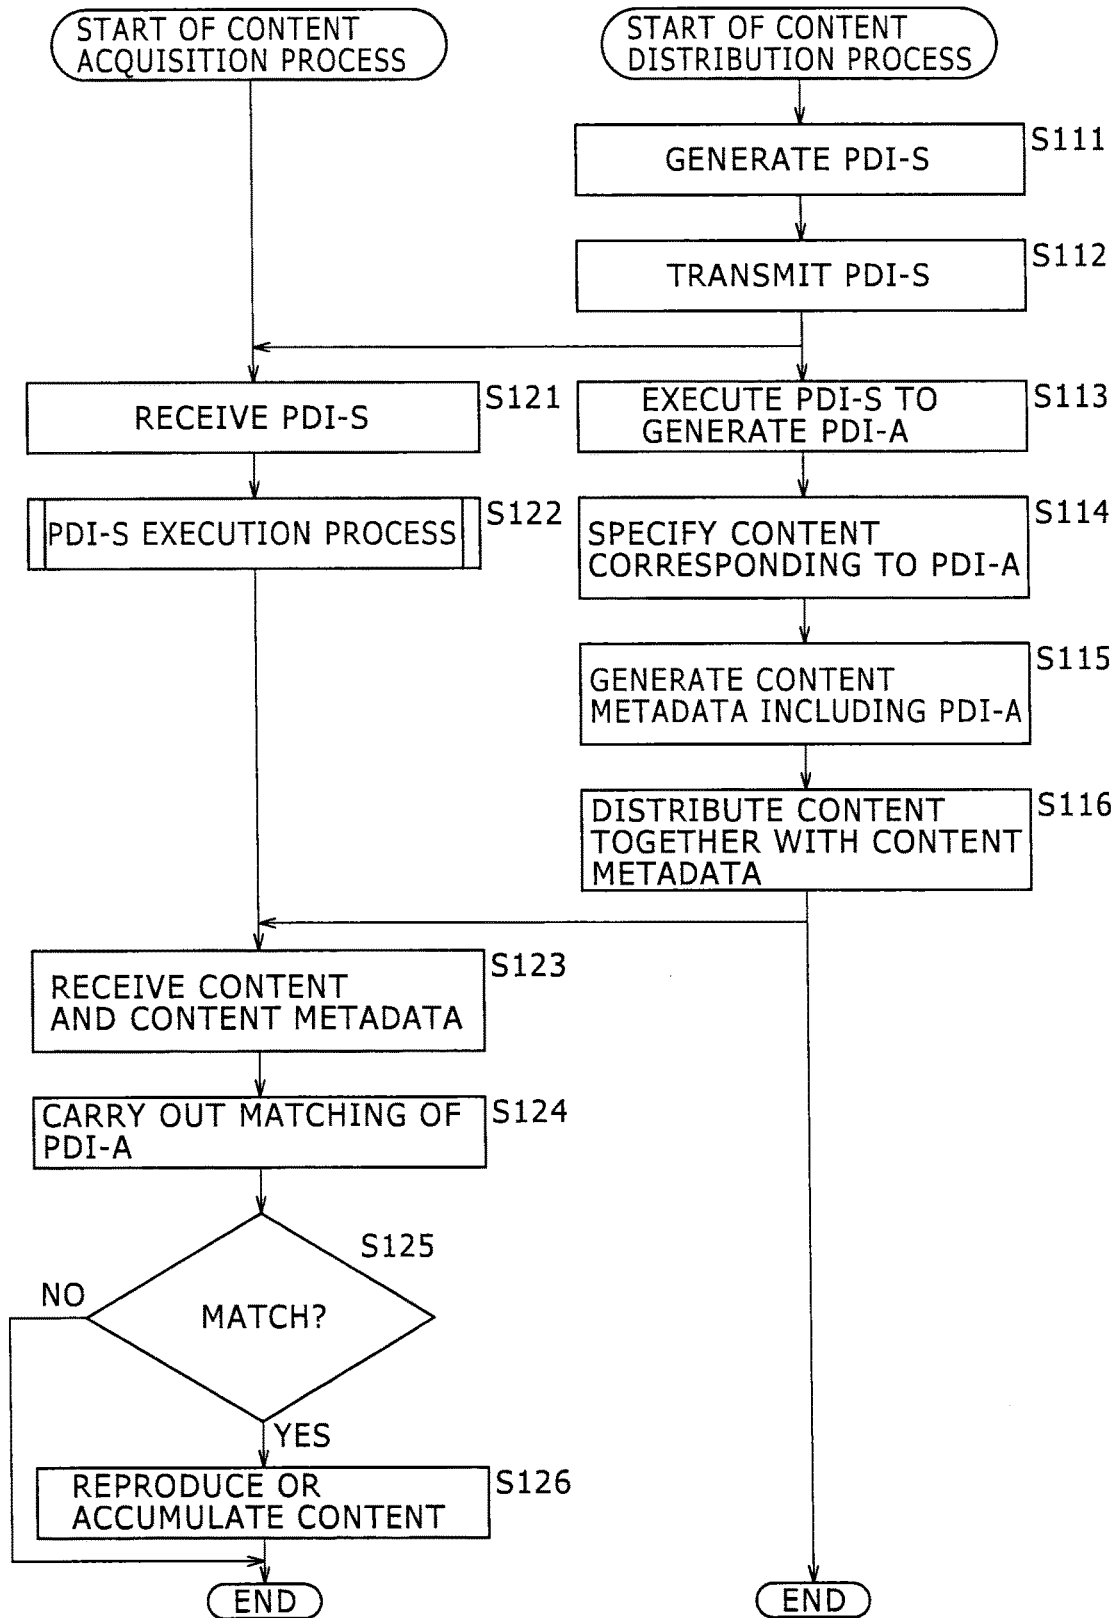 START OF CONTENT
ACQUISITION PROCESS
START OF CONTENT
DISTRIBUTION PROCESS
GENERATE PDI-S
S111
TRANSMIT PDI-S
S112
RECEIVE PDI-S
S121
EXECUTE PDI-S TO
GENERATE PDI-A
S113
PDI-S EXECUTION PROCESS
S122
SPECIFY CONTENT
CORRESPONDING TO PDI-A
S114
GENERATE CONTENT
METADATA INCLUDING PDI-A
S115
DISTRIBUTE CONTENT
TOGETHER WITH CONTENT
METADATA
S116
RECEIVE CONTENT
AND CONTENT METADATA
S123
CARRY OUT MATCHING OF
PDI-A
S124
S125
NO
MATCH?
YES
REPRODUCE OR
ACCUMULATE CONTENT
S126
END
END